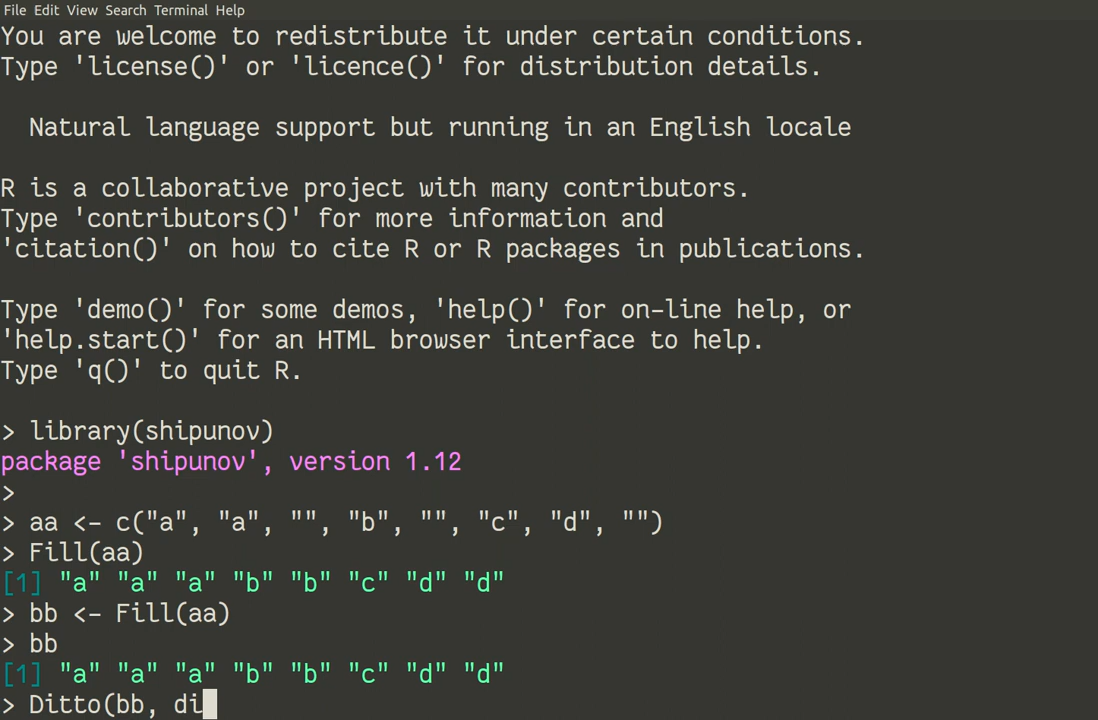 File Edit View Search Terminal Help
You are welcome to redistribute it under certain conditions.
Type 'license()' or 'licence()' for distribution details.
  Natural language support but running in an English locale
R is a collaborative project with many contributors.
Type 'contributors()' for more information and
'citation()' on how to cite R or R packages in publications.
Type 'demo()' for some demos, 'help()' for on-line help, or
'help.start()' for an HTML browser interface to help.
Type 'q()' to quit R.
> library(shipunov)
package 'shipunov', version 1.12
>
> aa <- c("a", "a", "", "b", "", "c", "d", "")
> Fill(aa)
[1] "a" "a" "a" "b" "b" "c" "d" "d"
> bb <- Fill(aa)
> bb
[1] "a" "a" "a" "b" "b" "c" "d" "d"
> Ditto(bb, di